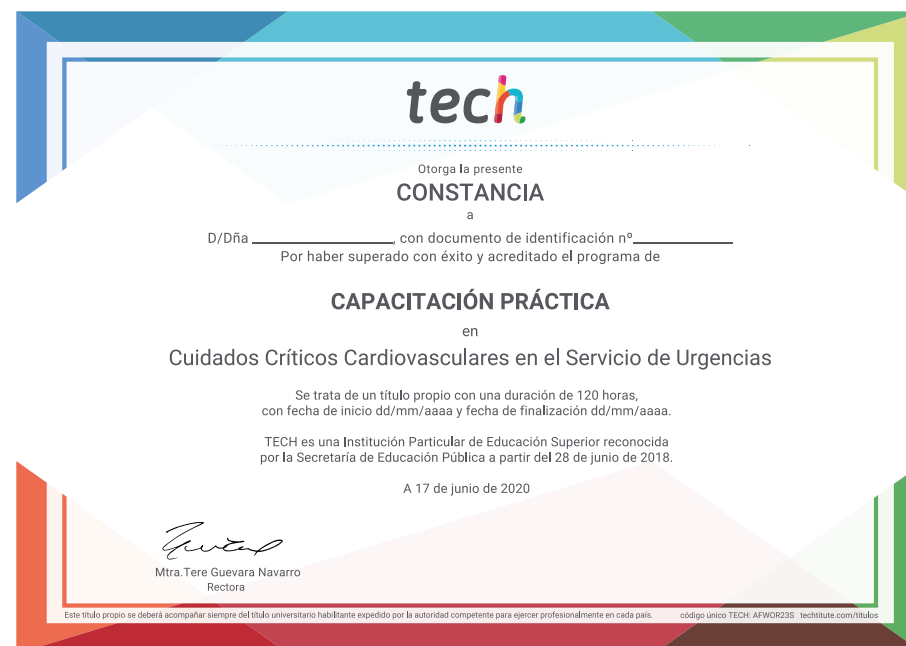 tech
Otorga la presente
CONSTANCIA
a
D/Dña ____________________, con documento de identificación nº______________
Por haber superado con éxito y acreditado el programa de
CAPACITACIÓN PRÁCTICA
en
Cuidados Críticos Cardiovasculares en el Servicio de Urgencias
Se trata de un título propio con una duración de 120 horas,
con fecha de inicio dd/mm/aaaa y fecha de finalización dd/mm/aaaa.
TECH es una Institución Particular de Educación Superior reconocida
por la Secretaría de Educación Pública a partir del 28 de junio de 2018.
A 17 de junio de 2020
Mtra.Tere Guevara Navarro
Rectora
Este título propio se deberá acompañar siempre del título universitario habilitante expedido por la autoridad competente para ejercer profesionalmente en cada país. código único TECH: AFWOR23S techtitute.com/titulos